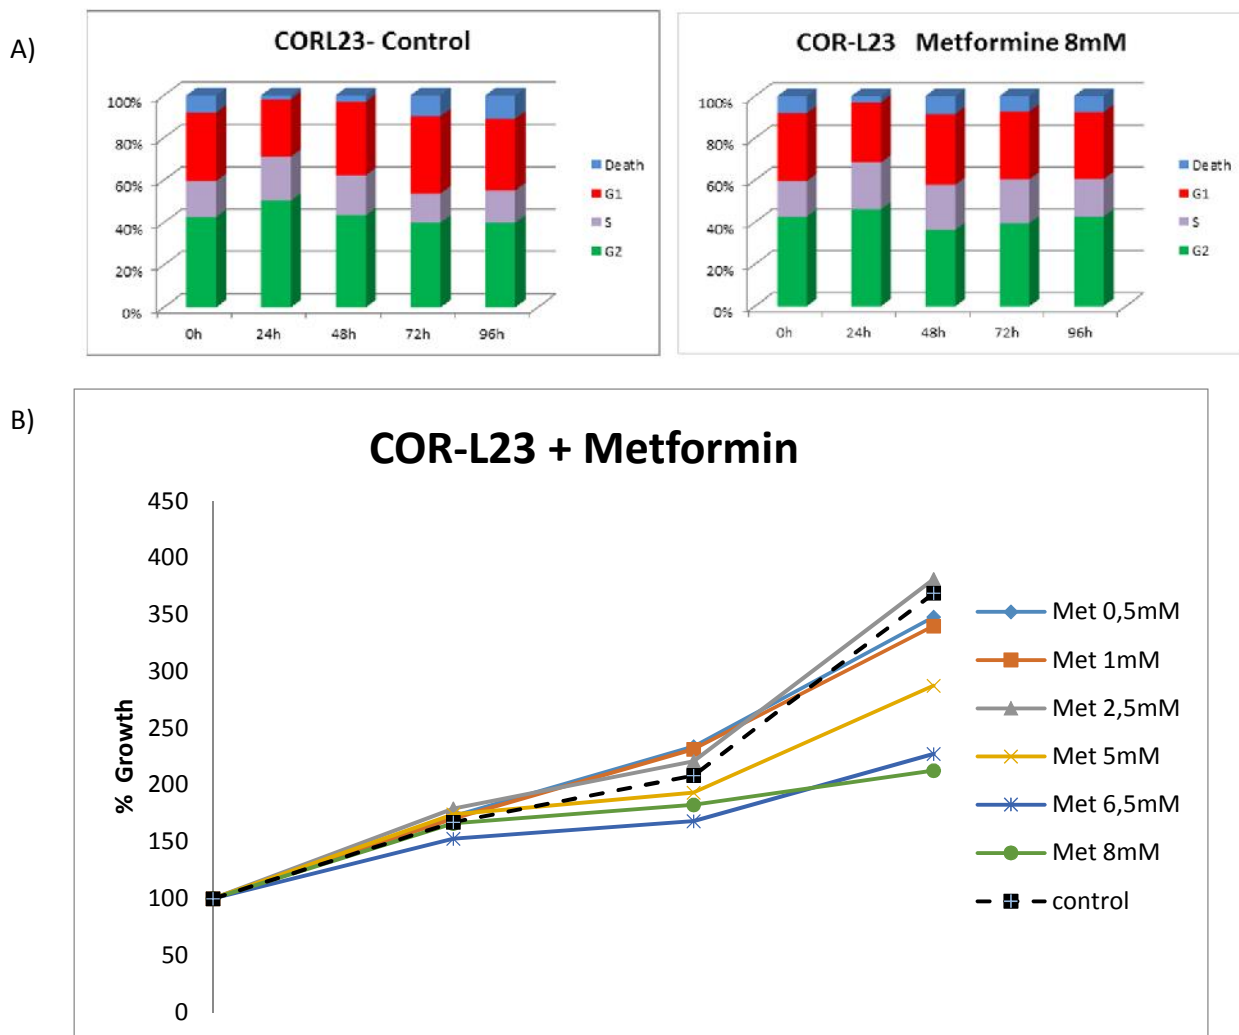 A)
CORL23- Control
100%
80%
60%
40%
20%
0%
0h 24h 48h 72h 96h
Death
G1
S
G2
COR-L23 Metformine 8mM
100%
80%
60%
40%
20%
0%
0h 24h 48h 72h 96h
Death
G1
S
G2
B)
COR-L23 + Metformin
% Growth
450
400
350
300
250
200
150
100
50
0
Met 0,5mM
Met 1mM
Met 2,5mM
Met 5mM
Met 6,5mM
Met 8mM
control